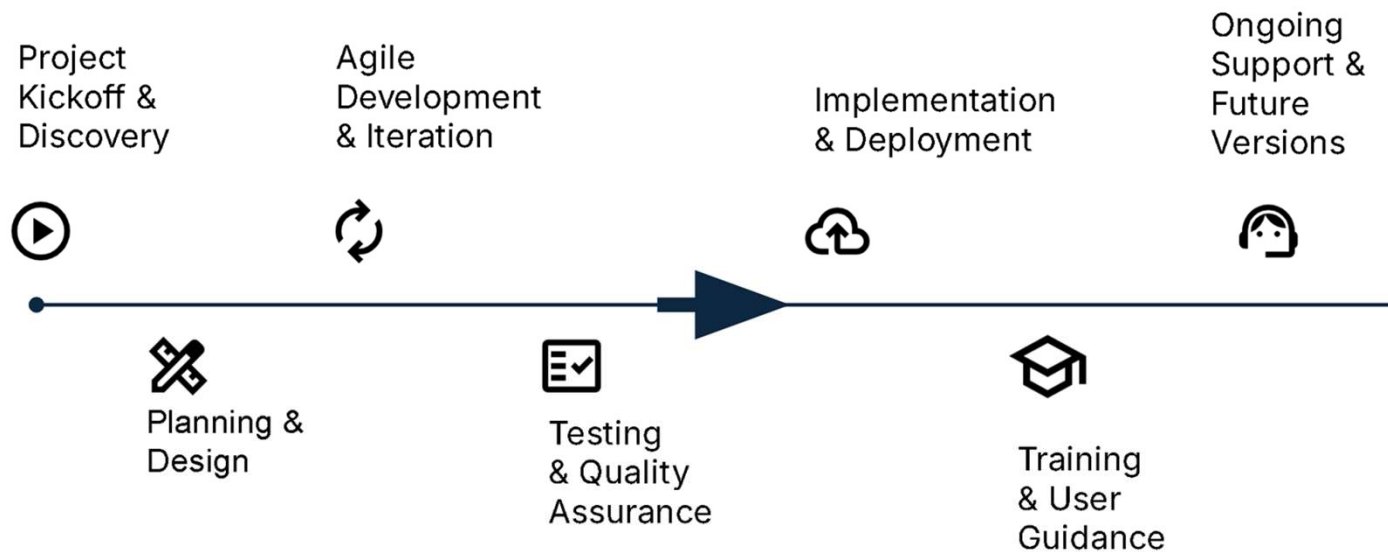 Project
Kickoff &
Discovery
Planning &
Design
Agile
Development
& Iteration
Testing
& Quality
Assurance
Implementation
& Deployment
Training
& User
Guidance
Ongoing
Support &
Future
Versions